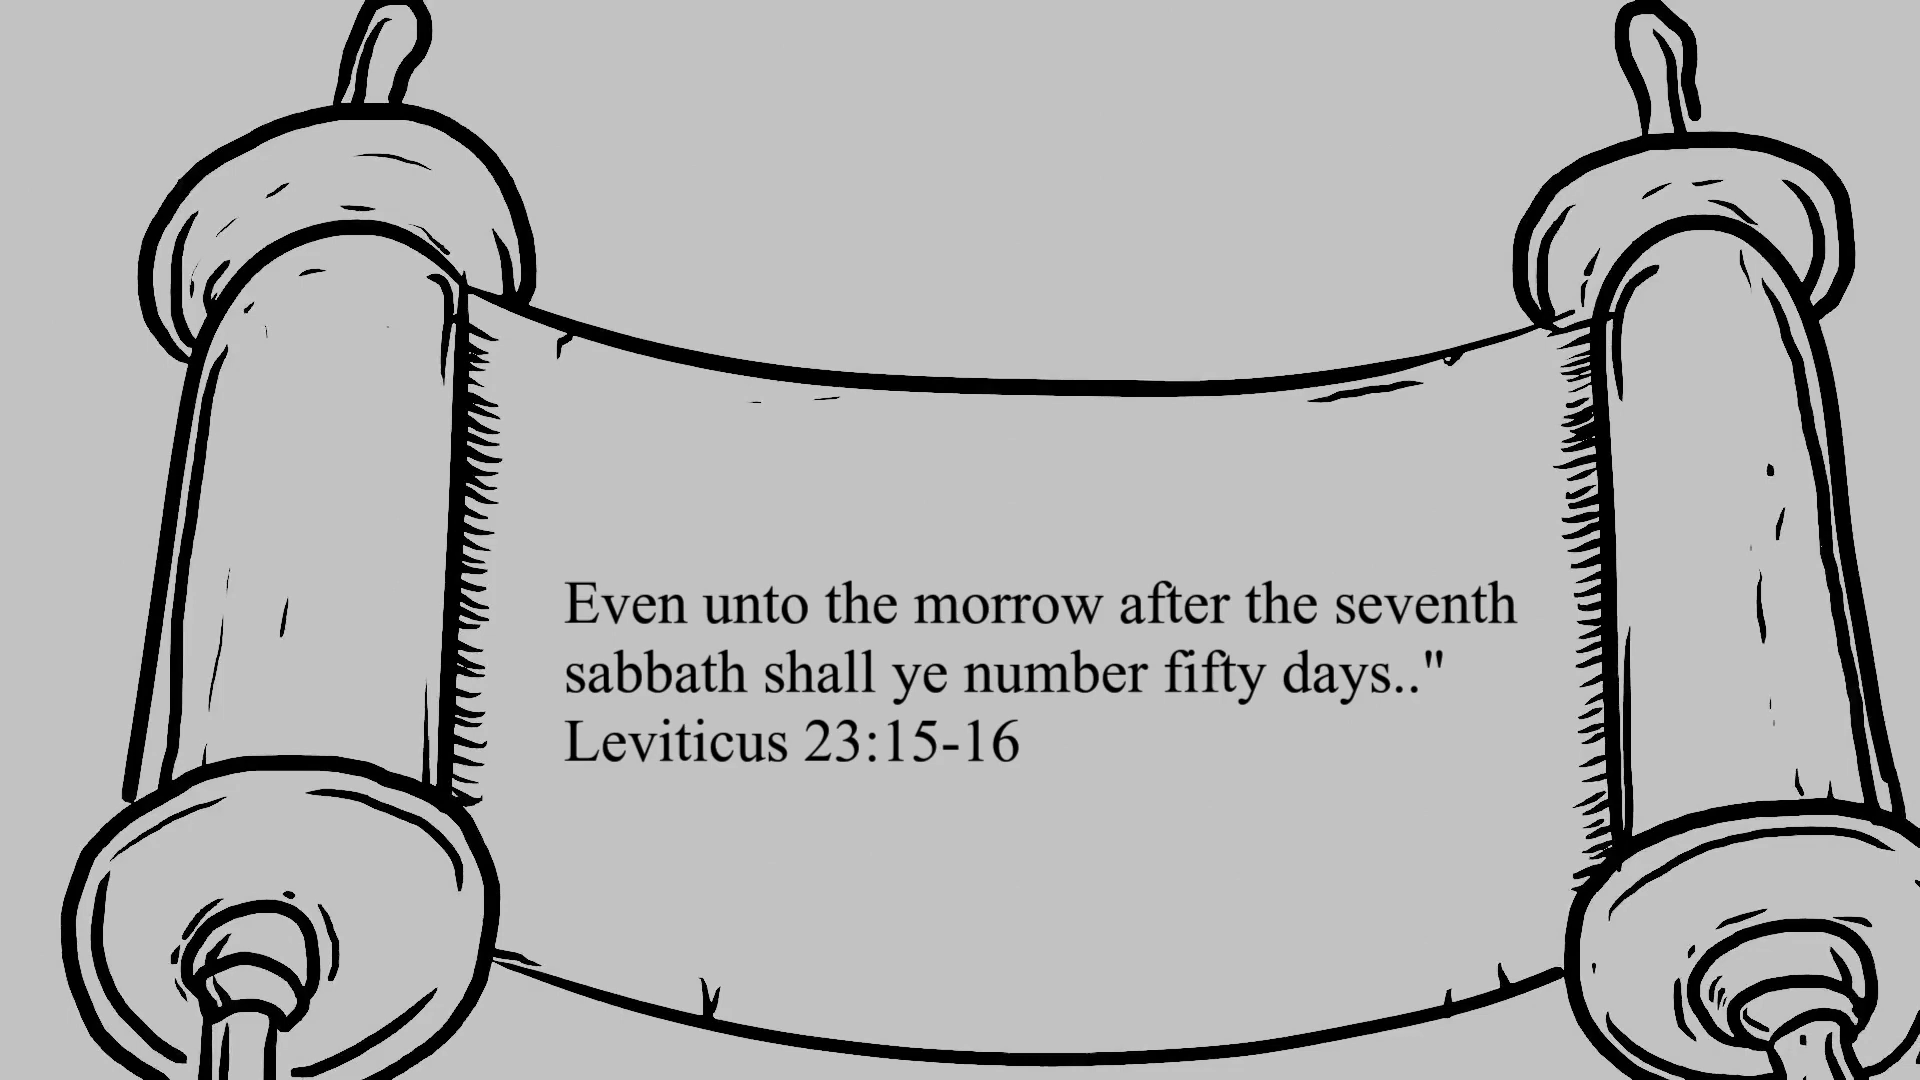 Even unto the morrow after the seventh
sabbath shall ye number fifty days.."
Leviticus 23:15-16